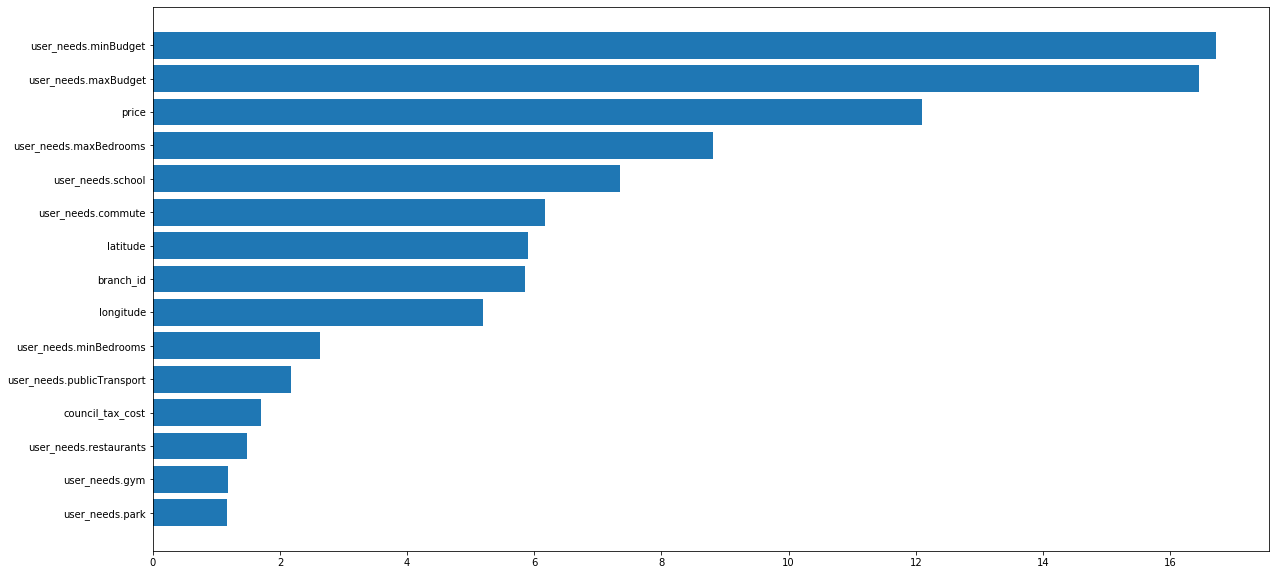 user_needs.minBudget
user_needs.maxBudget
price
user_needs.maxBedrooms
user_needs.school
user_needs.commute
latitude
branch_id
longitude
user_needs.minBedrooms
user_needs.publicTransport
council_tax_cost
user_needs.restaurants
user_needs.gym
user_needs.park
0 2 4 6 8 10 12 14 16